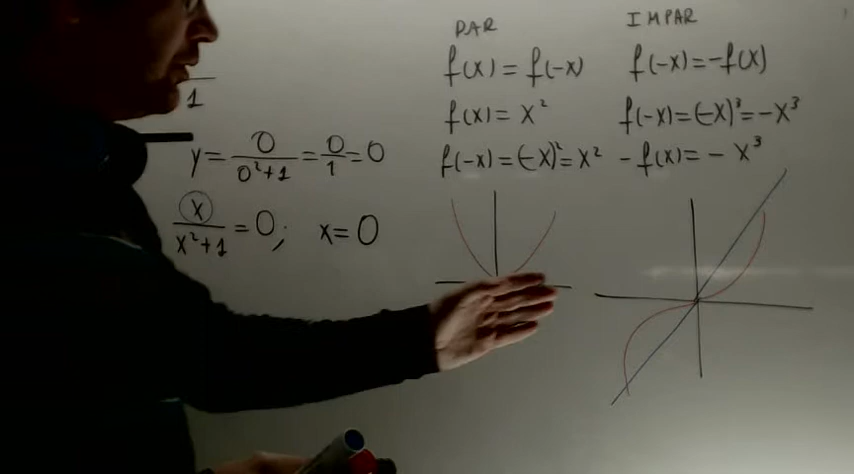 1
y = 0/(0²+1) = 0/1 = 0
x/(x²+1) = 0; x = 0
PAR
f(x) = f(-x)
f(x) = x²
f(-x) = (-x)² = x²
IMPAR
f(-x) = -f(x)
f(-x) = (-x)³ = -x³
-f(x) = - x³